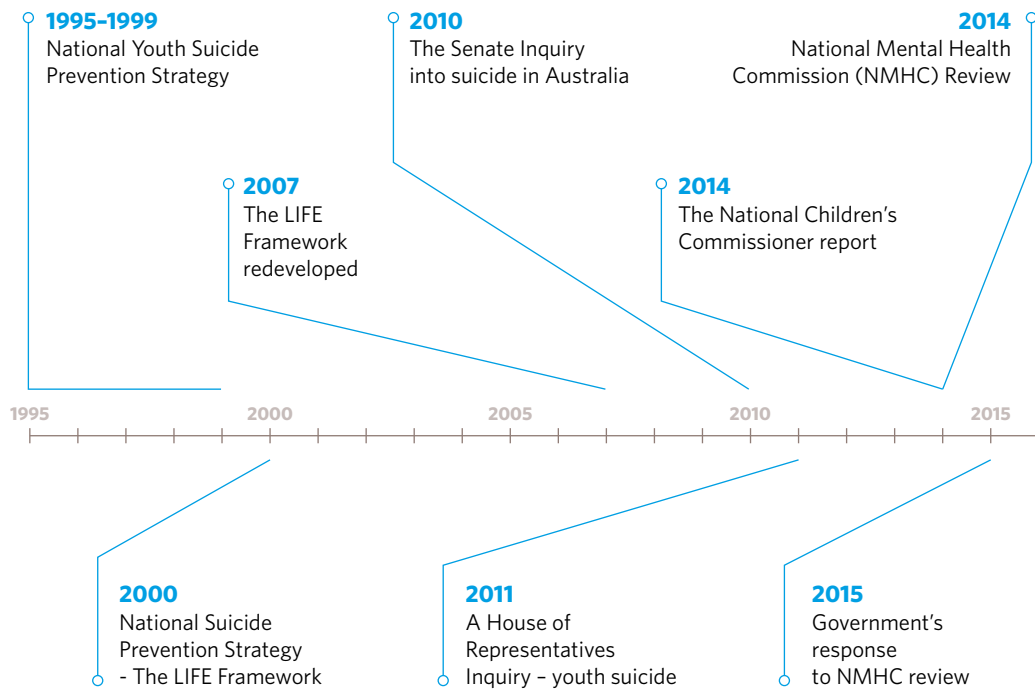 1995–1999
National Youth Suicide
Prevention Strategy
2010
The Senate Inquiry
into suicide in Australia
2014
National Mental Health
Commission (NMHC) Review
2007
The LIFE
Framework
redeveloped
2014
The National Children's
Commissioner report
1995
2000
2005
2010
2015
2000
National Suicide
Prevention Strategy
- The LIFE Framework
2011
A House of
Representatives
Inquiry – youth suicide
2015
Government's
response
to NMHC review